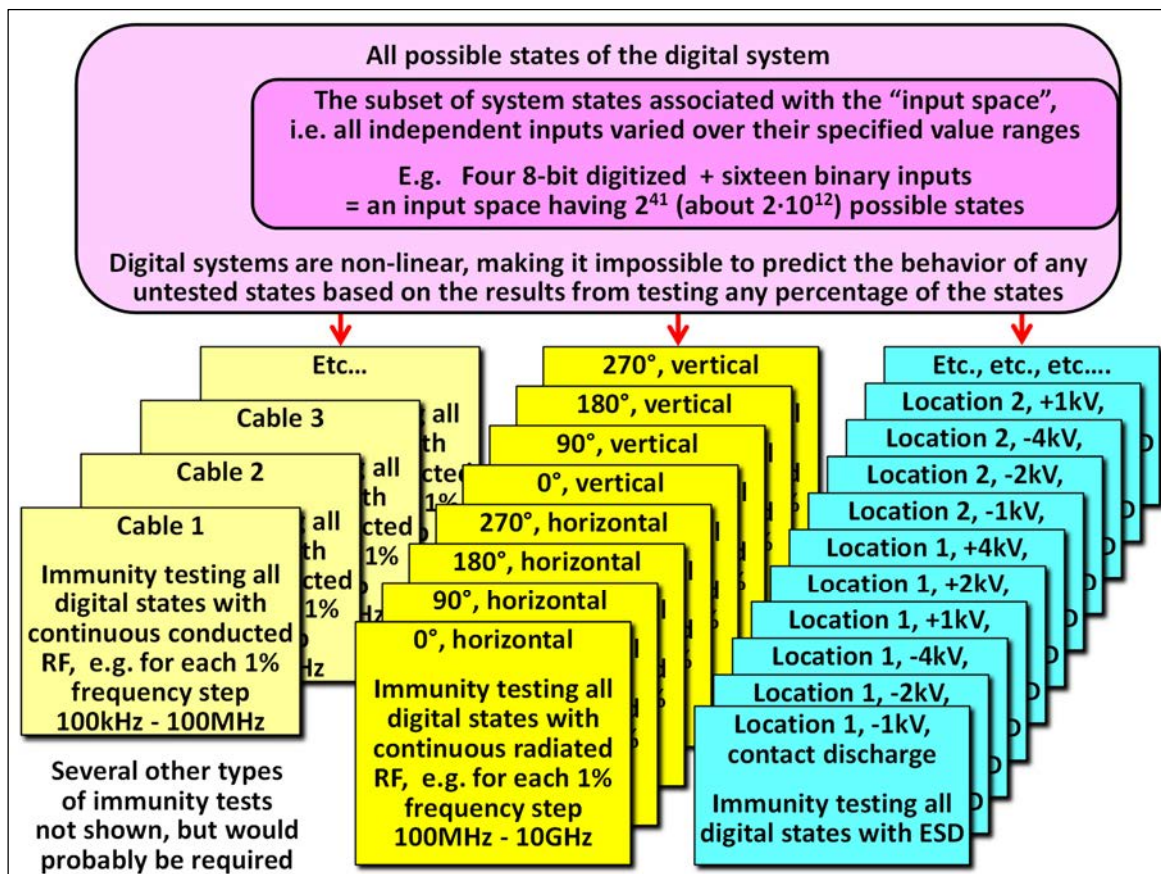 All possible states of the digital system
The subset of system states associated with the “input space”,
i.e. all independent inputs varied over their specified value ranges
E.g. Four 8-bit digitized + sixteen binary inputs
= an input space having 2⁴¹ (about 2·10¹²) possible states
Digital systems are non-linear, making it impossible to predict the behavior of any
untested states based on the results from testing any percentage of the states
Etc...
Cable 3
Cable 2
Cable 1
Immunity testing all
digital states with
continuous conducted
RF, e.g. for each 1%
frequency step
100kHz - 100MHz
Several other types
of immunity tests
not shown, but would
probably be required
270°, vertical
180°, vertical
90°, vertical
0°, vertical
270°, horizontal
180°, horizontal
90°, horizontal
0°, horizontal
Immunity testing all
digital states with
continuous radiated
RF, e.g. for each 1%
frequency step
100MHz - 10GHz
Etc., etc., etc....
Location 2, +1kV,
Location 2, -4kV,
Location 2, -2kV,
Location 2, -1kV,
Location 1, +4kV,
Location 1, +2kV,
Location 1, +1kV,
Location 1, -4kV,
Location 1, -2kV,
Location 1, -1kV,
contact discharge
Immunity testing all
digital states with ESD